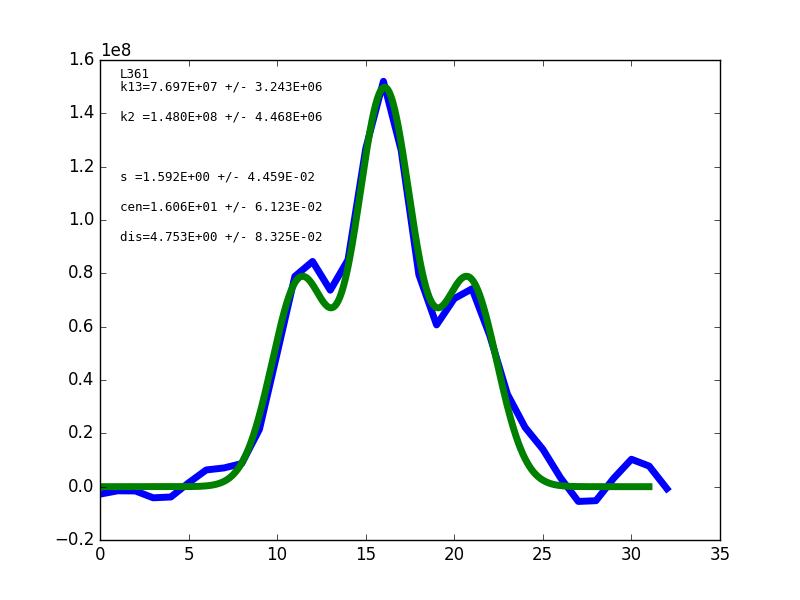 1e8
L361
k13=7.697E+07 +/- 3.243E+06
k2 =1.480E+08 +/- 4.468E+06
s =1.592E+00 +/- 4.459E-02
cen=1.606E+01 +/- 6.123E-02
dis=4.753E+00 +/- 8.325E-02
1.6
1.4
1.2
1.0
0.8
0.6
0.4
0.2
0.0
−0.2
0 5 10 15 20 25 30 35